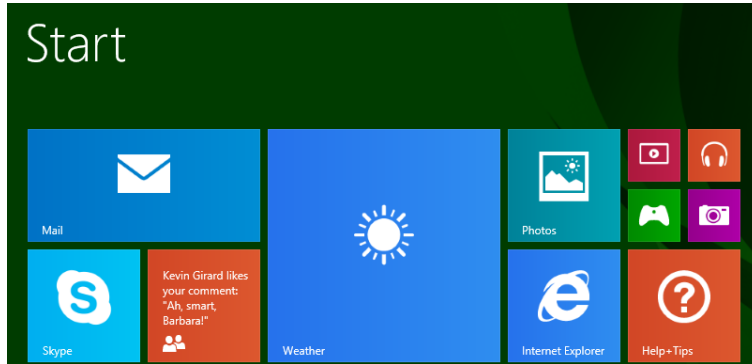 Start
Mail
Photos
Kevin Girard likes
your comment:
"Ah, smart,
Barbara!"
Skype
Weather
Internet Explorer
Help+Tips